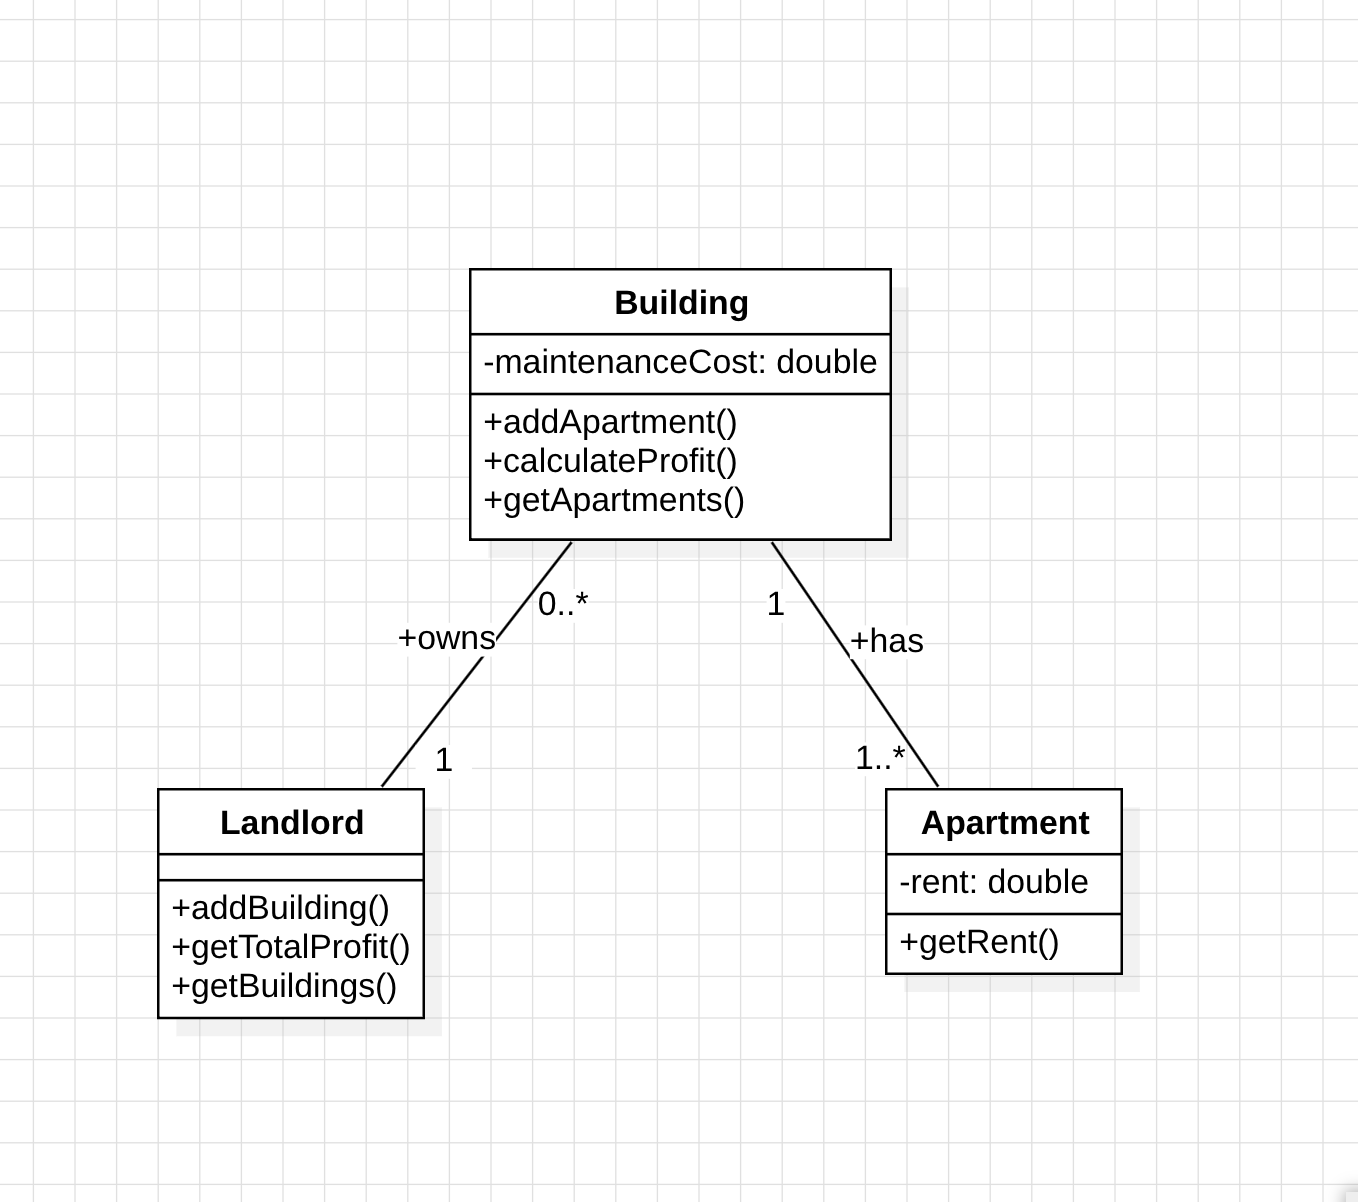 Building
-maintenanceCost: double
+addApartment()
+calculateProfit()
+getApartments()
0..*
1
+owns
+has
1
1..*
Landlord
+addBuilding()
+getTotalProfit()
+getBuildings()
Apartment
-rent: double
+getRent()